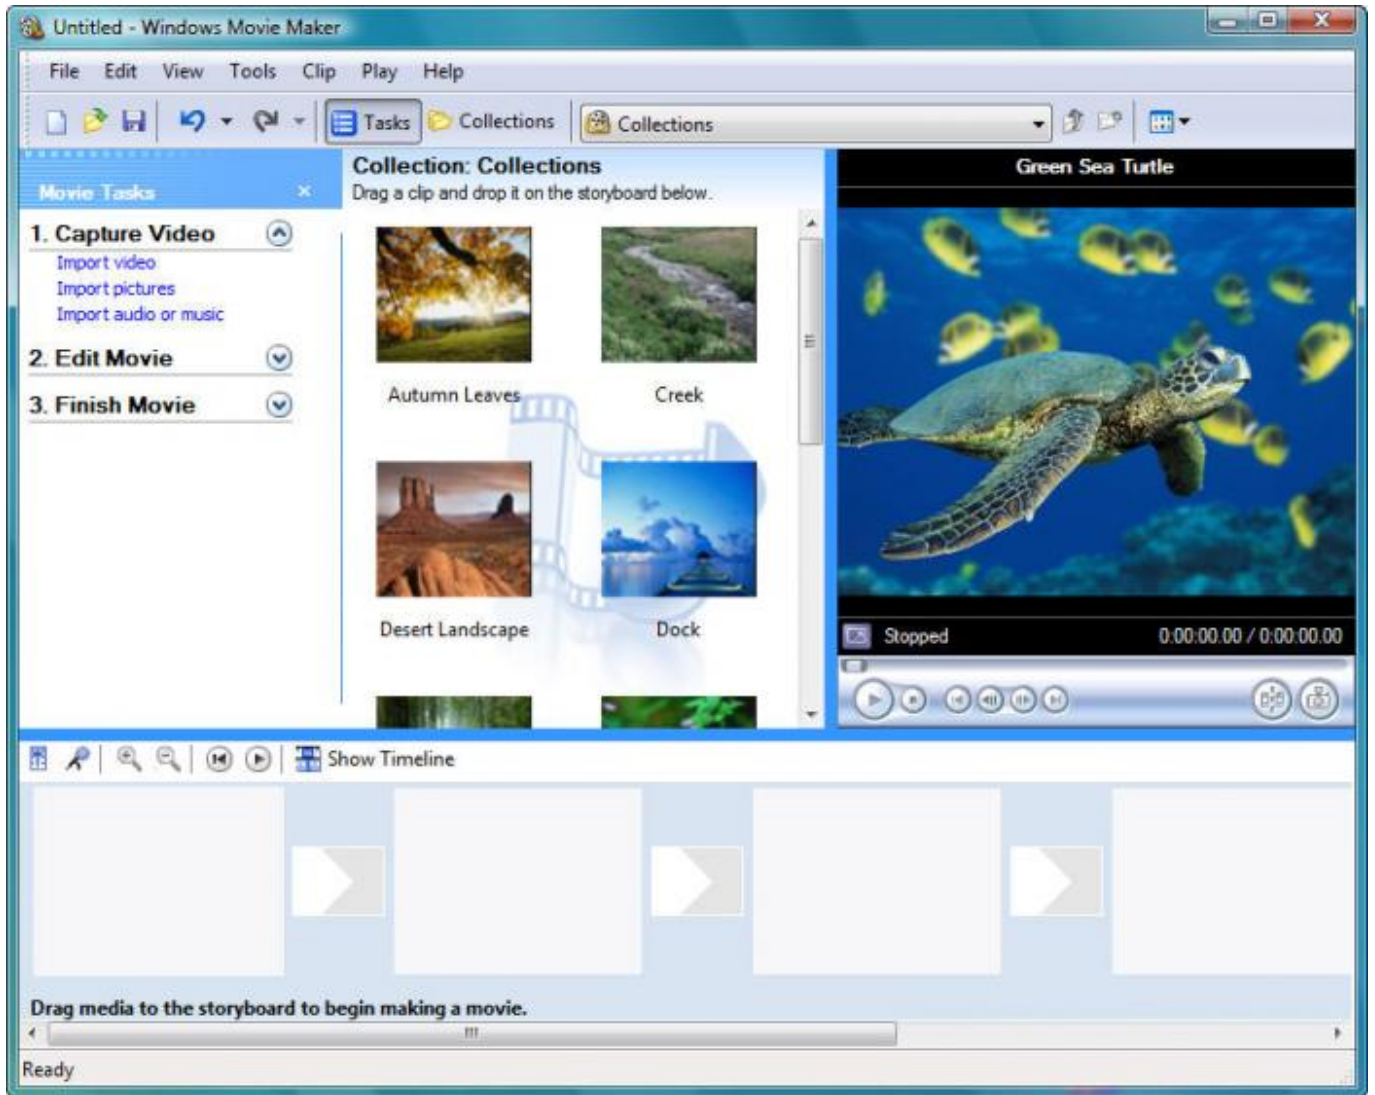 Untitled - Windows Movie Maker
File Edit View Tools Clip Play Help
Tasks Collections Collections
Movie Tasks
1. Capture Video
Import video
Import pictures
Import audio or music
2. Edit Movie
3. Finish Movie
Collection: Collections
Drag a clip and drop it on the storyboard below.
Autumn Leaves
Creek
Desert Landscape
Dock
Green Sea Turtle
Stopped 0:00:00.00 / 0:00:00.00
Show Timeline
Drag media to the storyboard to begin making a movie.
Ready